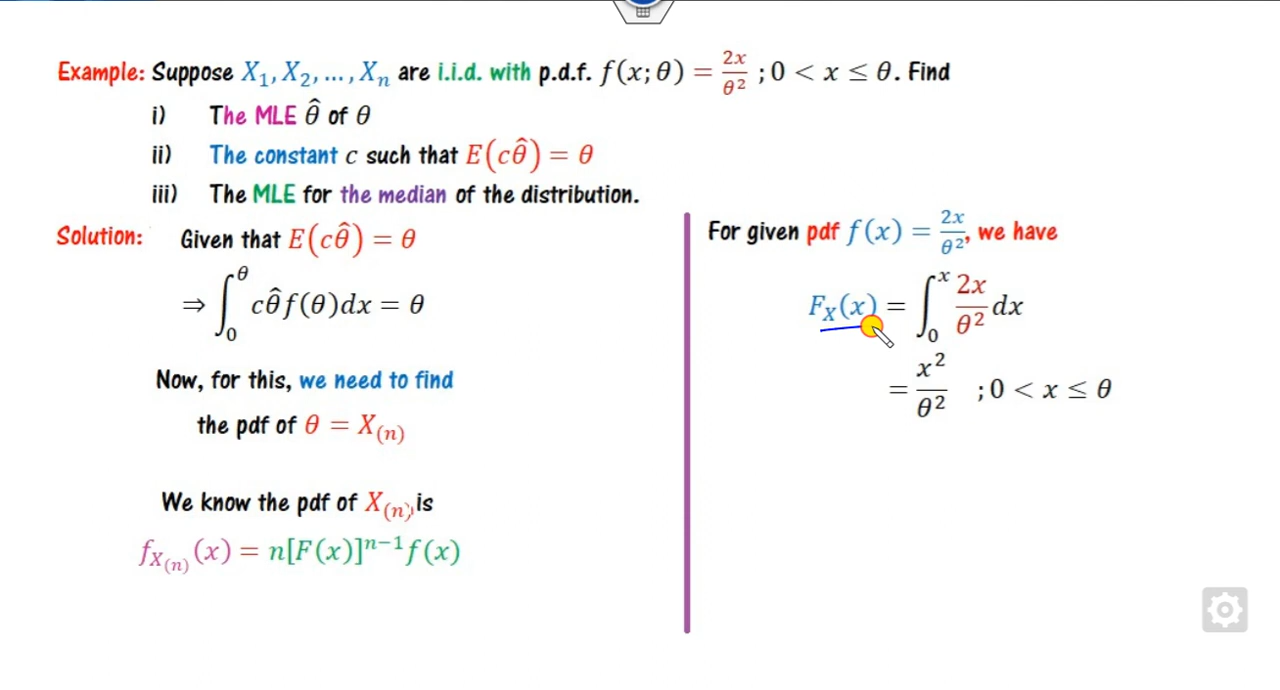 Example: Suppose X₁, X₂, ..., Xₙ are i.i.d. with p.d.f. f(x; θ) = 2x/θ² ; 0 < x ≤ θ. Find
i) The MLE θ̂ of θ
ii) The constant c such that E(cθ̂) = θ
iii) The MLE for the median of the distribution.
Solution: Given that E(cθ̂) = θ
⇒ ∫₀^θ cθ̂f(θ)dx = θ
Now, for this, we need to find
the pdf of θ = X₍ₙ₎
We know the pdf of X₍ₙ₎, is
f_X₍ₙ₎(x) = n[F(x)]ⁿ⁻¹f(x)
For given pdf f(x) = 2x/θ², we have
F_X(x) = ∫₀^x 2x/θ² dx
= x²/θ² ; 0 < x ≤ θ